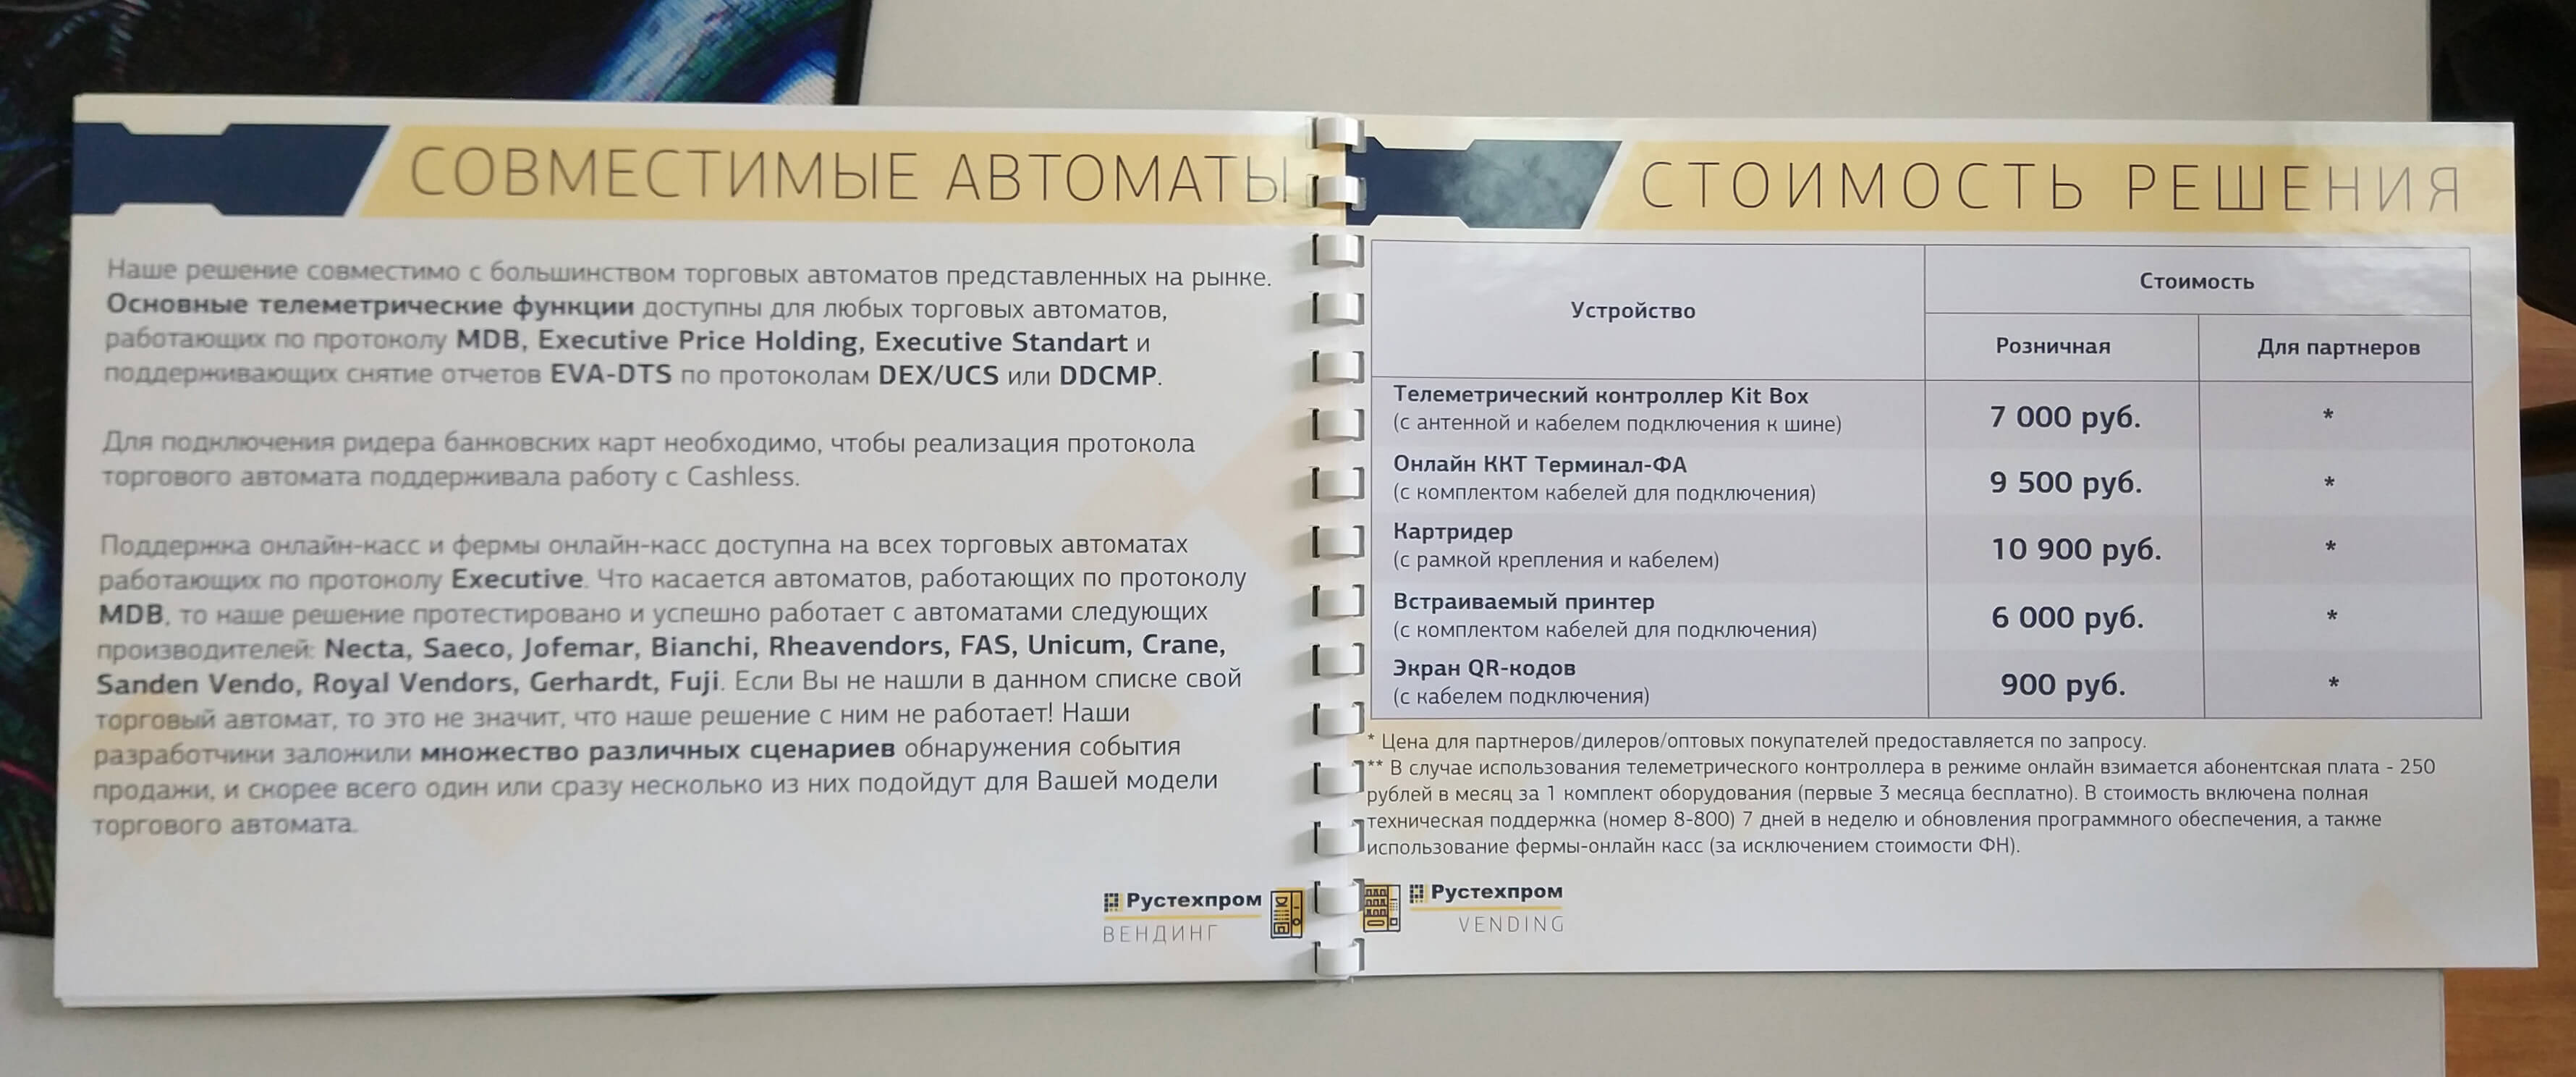 СОВМЕСТИМЫЕ АВТОМАТЫ
Наше решение совместимо с большинством торговых автоматов представленных на рынке.
Основные телеметрические функции доступны для любых торговых автоматов,
работающих по протоколу MDB, Executive Price Holding, Executive Standart и
поддерживающих снятие отчетов EVA-DTS по протоколам DEX/UCS или DDCMP.
Для подключения ридера банковских карт необходимо, чтобы реализация протокола
торгового автомата поддерживала работу с Cashless.
Поддержка онлайн-касс и фермы онлайн-касс доступна на всех торговых автоматах
работающих по протоколу Executive. Что касается автоматов, работающих по протоколу
MDB, то наше решение протестировано и успешно работает с автоматами следующих
производителей: Necta, Saeco, Jofemar, Bianchi, Rheavendors, FAS, Unicum, Crane,
Sanden Vendo, Royal Vendors, Gerhardt, Fuji. Если Вы не нашли в данном списке свой
торговый автомат, то это не значит, что наше решение с ним не работает! Наши
разработчики заложили множество различных сценариев обнаружения события
продажи, и скорее всего один или сразу несколько из них подойдут для Вашей модели
торгового автомата.
Рустехпром
ВЕНДИНГ
СТОИМОСТЬ РЕШЕНИЯ
Устройство
Стоимость
Розничная
Для партнеров
Телеметрический контроллер Kit Box
(с антенной и кабелем подключения к шине)
7 000 руб.
*
Онлайн ККТ Терминал-ФА
(с комплектом кабелей для подключения)
9 500 руб.
*
Картридер
(с рамкой крепления и кабелем)
10 900 руб.
*
Встраиваемый принтер
(с комплектом кабелей для подключения)
6 000 руб.
*
Экран QR-кодов
(с кабелем подключения)
900 руб.
*
* Цена для партнеров/дилеров/оптовых покупателей предоставляется по запросу.
** В случае использования телеметрического контроллера в режиме онлайн взимается абонентская плата - 250
рублей в месяц за 1 комплект оборудования (первые 3 месяца бесплатно). В стоимость включена полная
техническая поддержка (номер 8-800) 7 дней в неделю и обновления программного обеспечения, а также
использование фермы-онлайн касс (за исключением стоимости ФН).
Рустехпром
VENDING